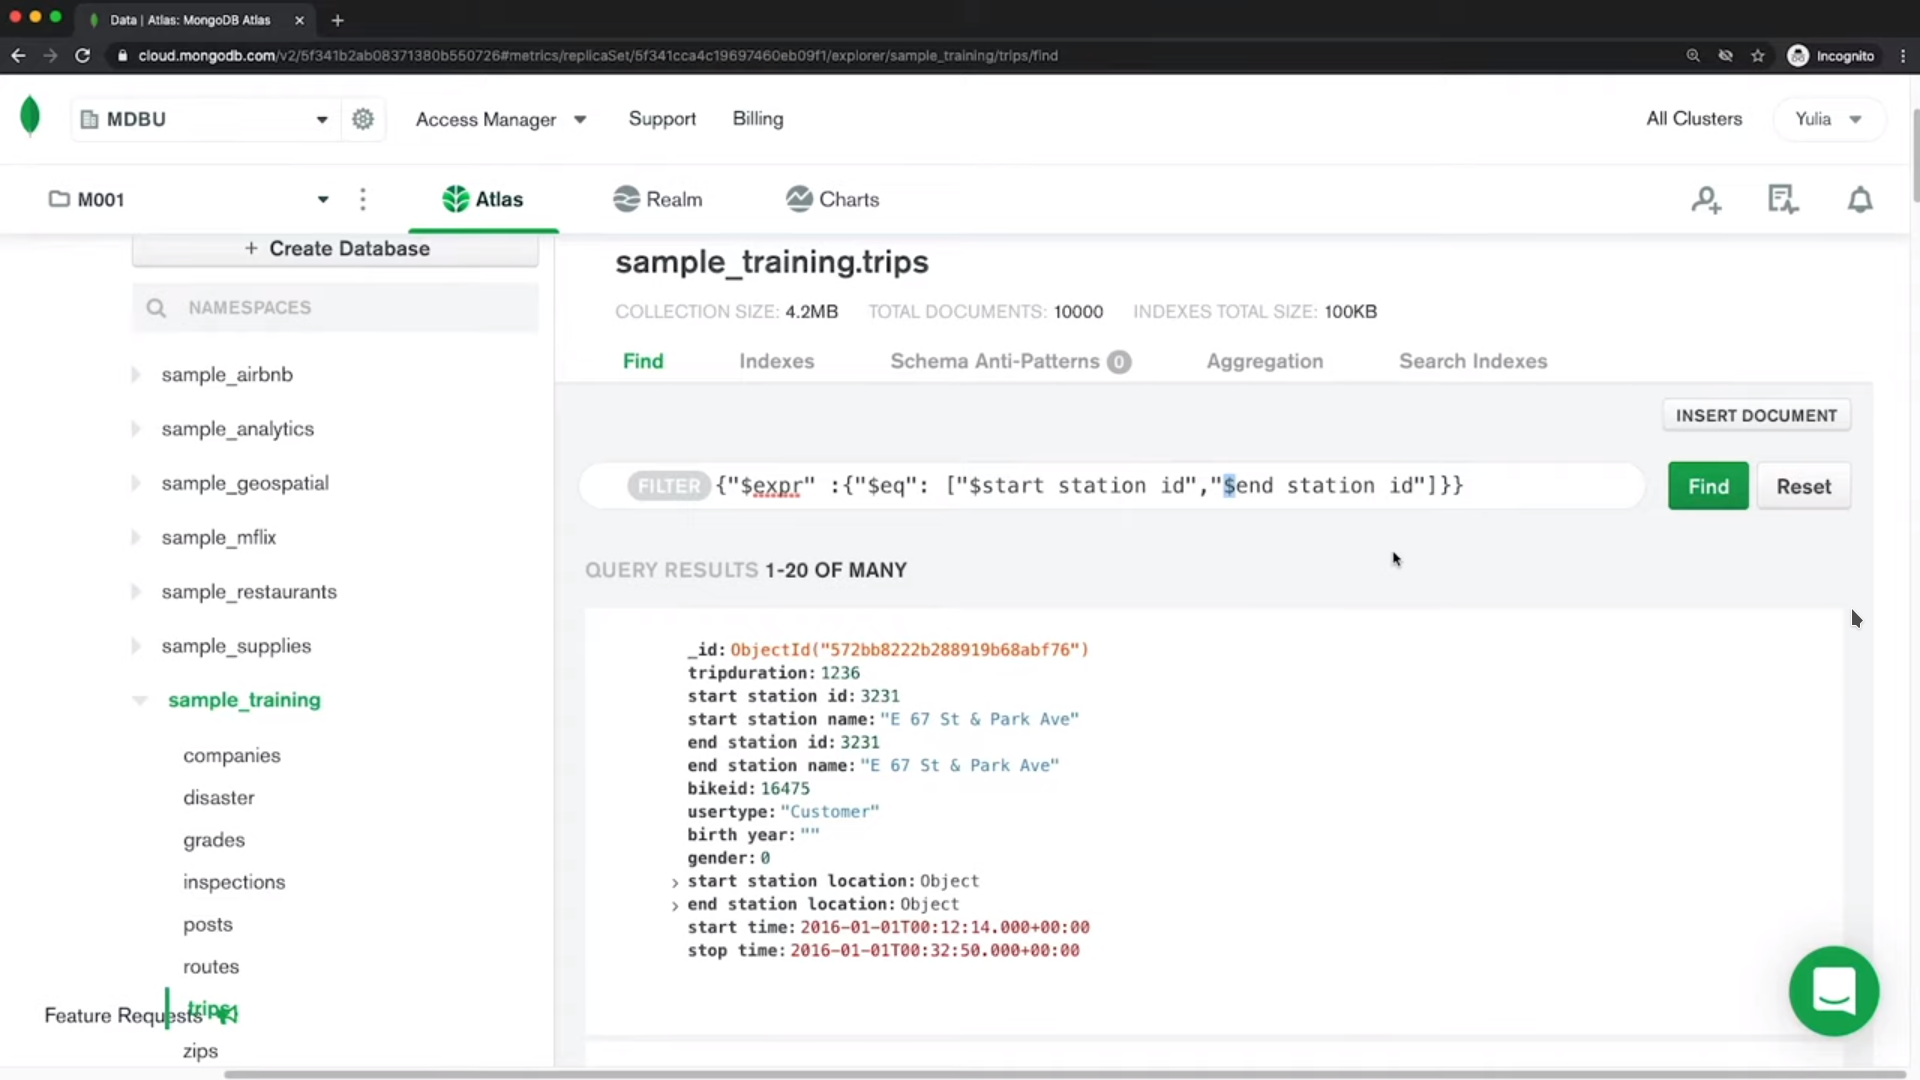 Data | Atlas: MongoDB Atlas
cloud.mongodb.com/v2/5f341b2ab08371380b550726#metrics/replicaSet/5f341cca4c19697460eb09f1/explorer/sample_training/trips/find
Incognito
MDBU
Access Manager
Support
Billing
All Clusters
Yulia
M001
Atlas
Realm
Charts
+ Create Database
NAMESPACES
sample_airbnb
sample_analytics
sample_geospatial
sample_mflix
sample_restaurants
sample_supplies
sample_training
companies
disaster
grades
inspections
posts
routes
trips
Feature Requests
zips
sample_training.trips
COLLECTION SIZE: 4.2MB TOTAL DOCUMENTS: 10000 INDEXES TOTAL SIZE: 100KB
Find
Indexes
Schema Anti-Patterns 0
Aggregation
Search Indexes
INSERT DOCUMENT
FILTER {"$expr" :{"$eq": ["$start station id","$end station id"]}}
Find
Reset
QUERY RESULTS 1-20 OF MANY
_id: ObjectId("572bb8222b288919b68abf76")
tripduration: 1236
start station id: 3231
start station name: "E 67 St & Park Ave"
end station id: 3231
end station name: "E 67 St & Park Ave"
bikeid: 16475
usertype: "Customer"
birth year: ""
gender: 0
start station location: Object
end station location: Object
start time: 2016-01-01T00:12:14.000+00:00
stop time: 2016-01-01T00:32:50.000+00:00